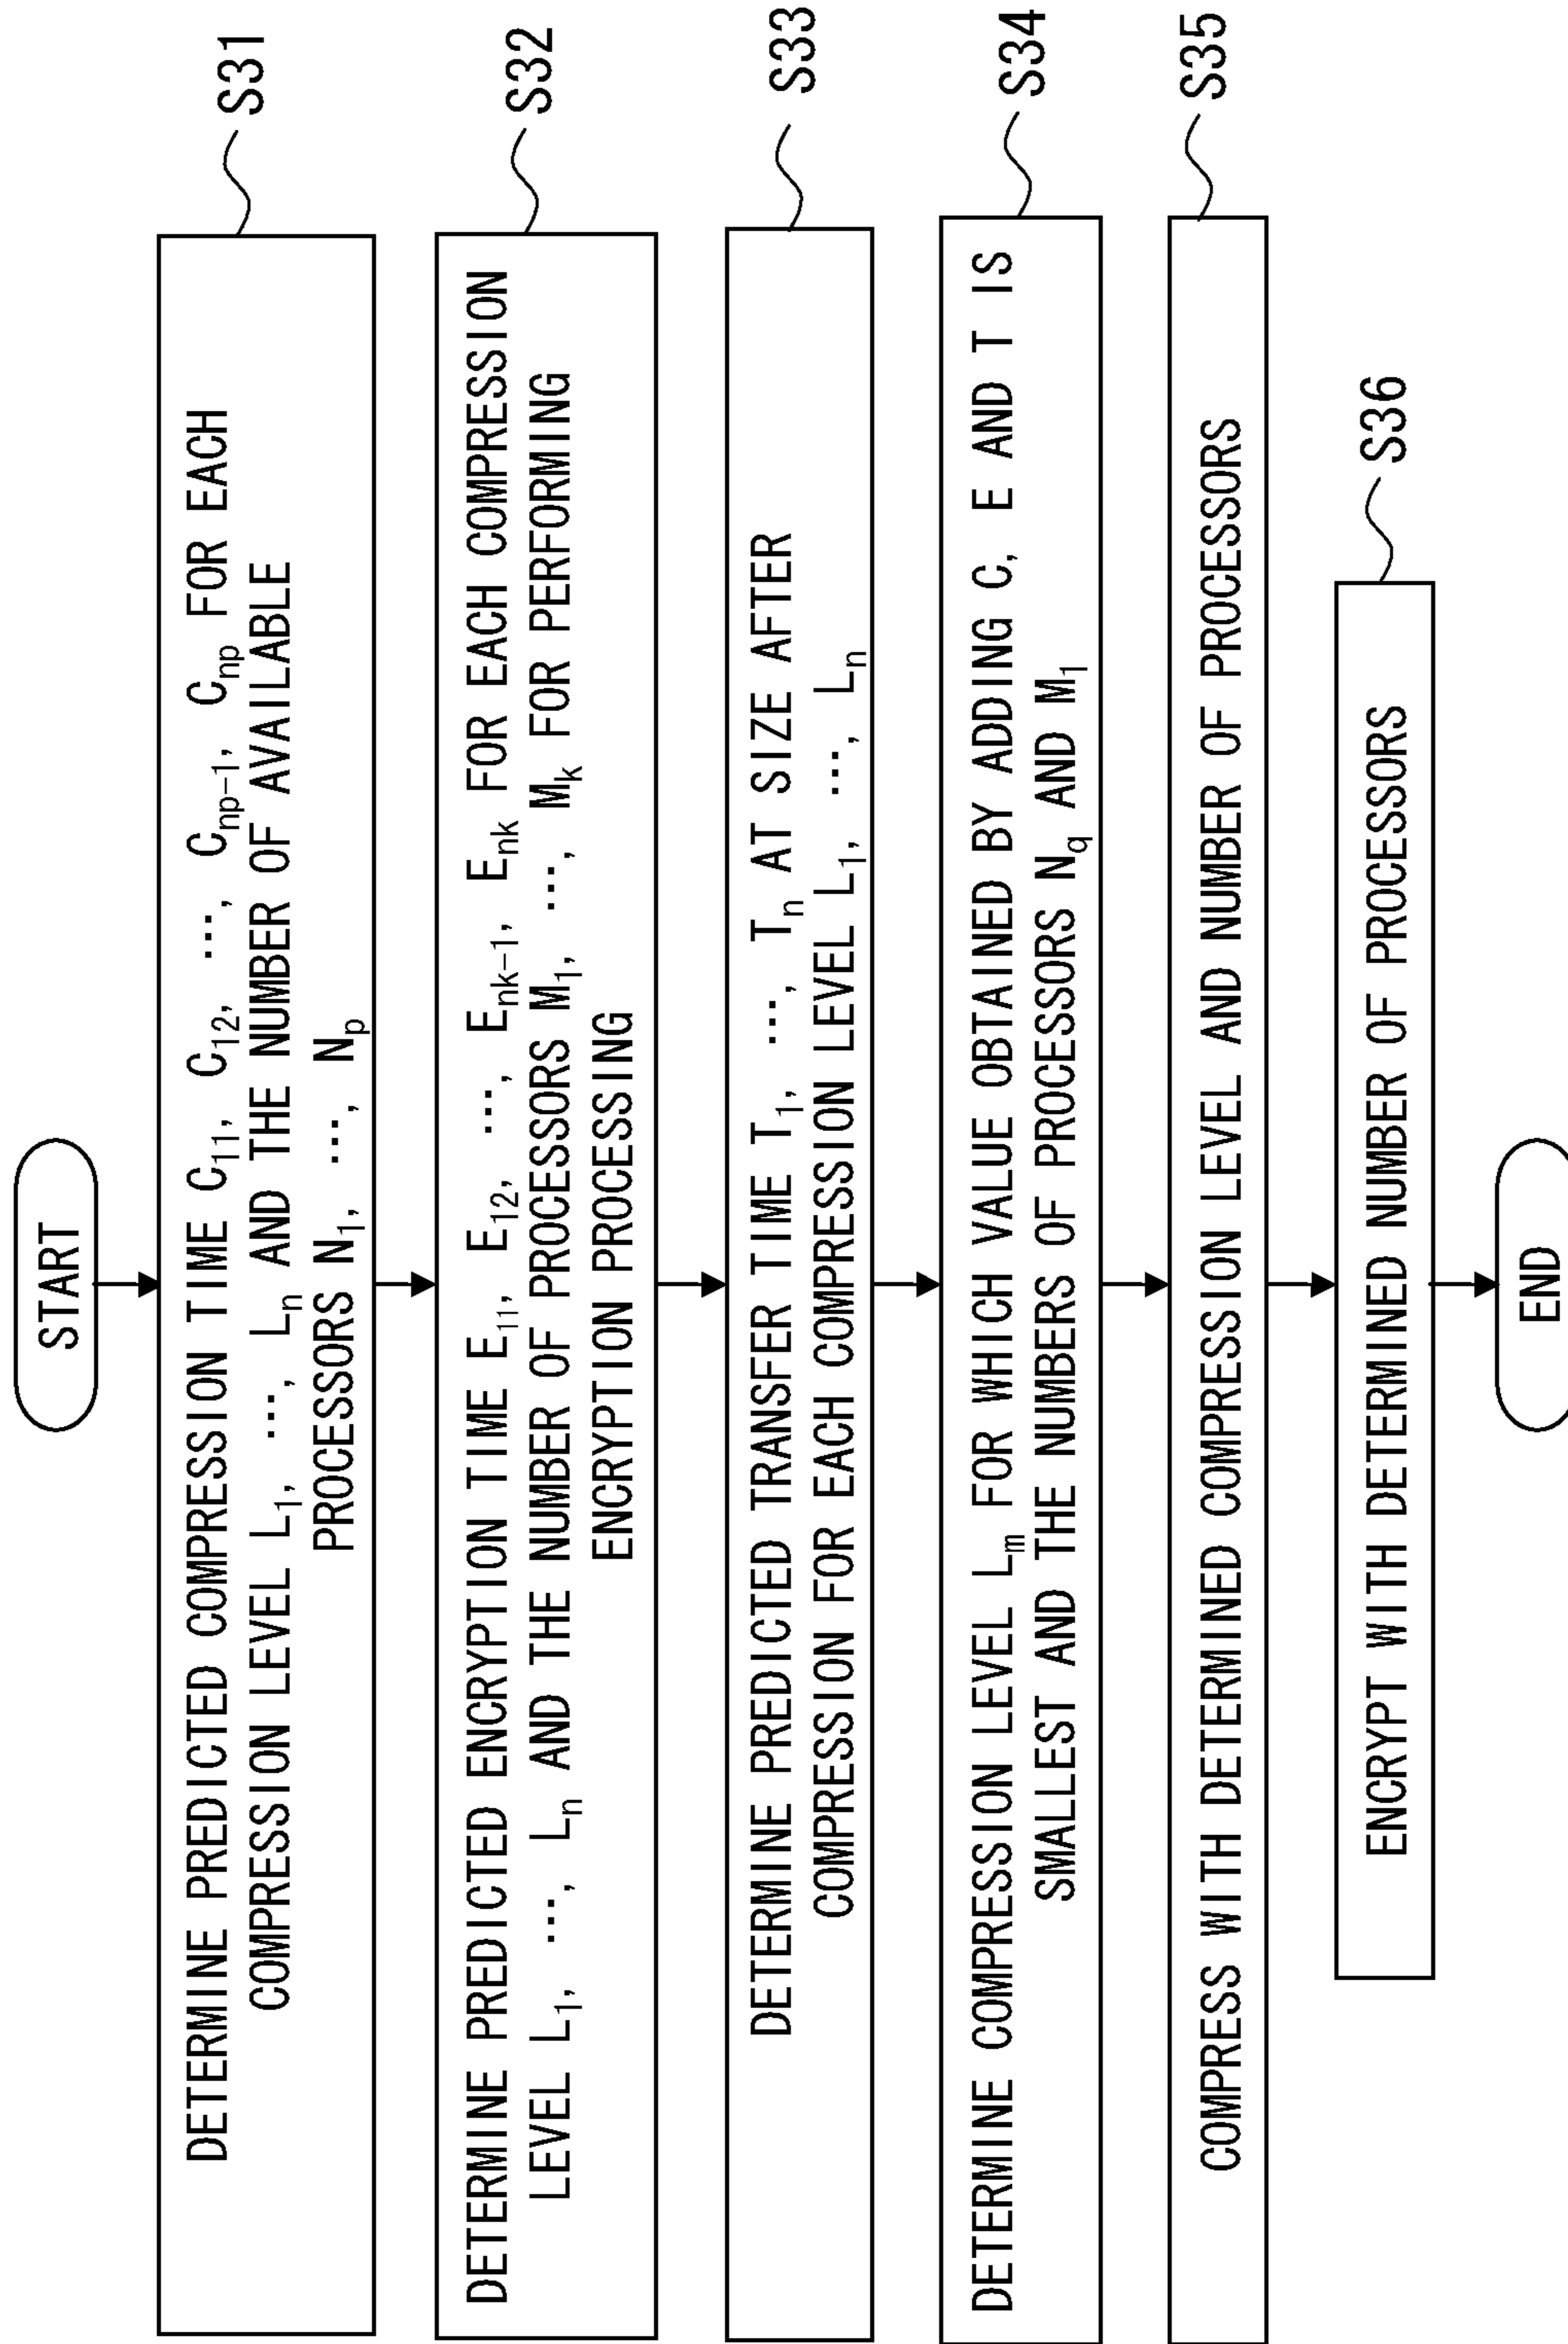 START
DETERMINE PREDICTED COMPRESSION TIME C₁₁, C₁₂, ..., Cₙₚ₋₁, Cₙₚ FOR EACH
COMPRESSION LEVEL L₁, ..., Lₙ AND THE NUMBER OF AVAILABLE
PROCESSORS N₁, ..., Nₚ
S31
DETERMINE PREDICTED ENCRYPTION TIME E₁₁, E₁₂, ..., Eₙₖ₋₁, Eₙₖ FOR EACH COMPRESSION
LEVEL L₁, ..., Lₙ AND THE NUMBER OF PROCESSORS M₁, ..., Mₖ FOR PERFORMING
ENCRYPTION PROCESSING
S32
DETERMINE PREDICTED TRANSFER TIME T₁, ..., Tₙ AT SIZE AFTER
COMPRESSION FOR EACH COMPRESSION LEVEL L₁, ..., Lₙ
S33
DETERMINE COMPRESSION LEVEL Lₘ FOR WHICH VALUE OBTAINED BY ADDING C, E AND T IS
SMALLEST AND THE NUMBERS OF PROCESSORS N_q AND M_l
S34
COMPRESS WITH DETERMINED COMPRESSION LEVEL AND NUMBER OF PROCESSORS
S35
ENCRYPT WITH DETERMINED NUMBER OF PROCESSORS
S36
END